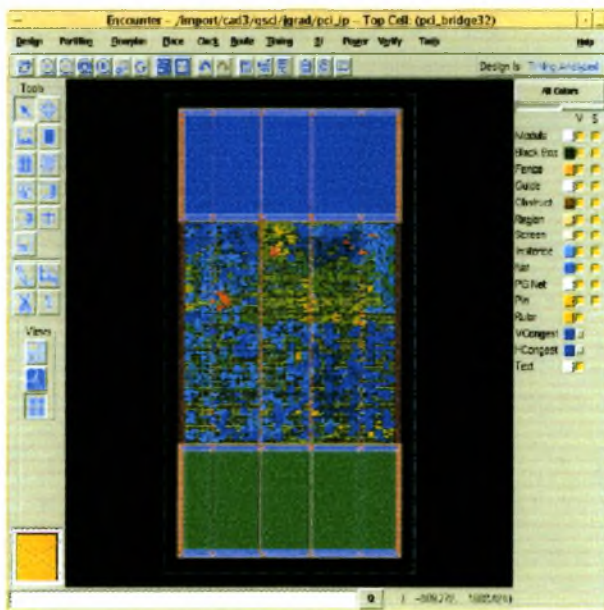 Encounter - /import/cad3/qsci/jgrad/pci_ip - Top Cell: (pci_bridge32)
Design Partition Floorplan Place Clock Route Timing SI Power Verify Tools Help
Design is: Timing Analyzed
Tools
All Colors
V S
Module
Black Box
Fence
Guide
Obstruct
Region
Screen
Instance
Net
PG Net
Pin
Ruler
VCongest
HCongest
Text
Views
Q